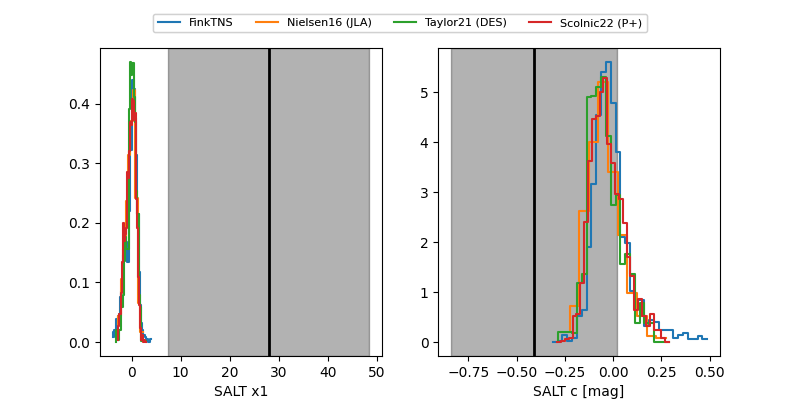 FinkTNS Nielsen16 (JLA) Taylor21 (DES) Scolnic22 (P+)
0.4
0.3
0.2
0.1
0.0
0 10 20 30 40 50
SALT x1
5
4
3
2
1
0
−0.75 −0.50 −0.25 0.00 0.25 0.50
SALT c [mag]